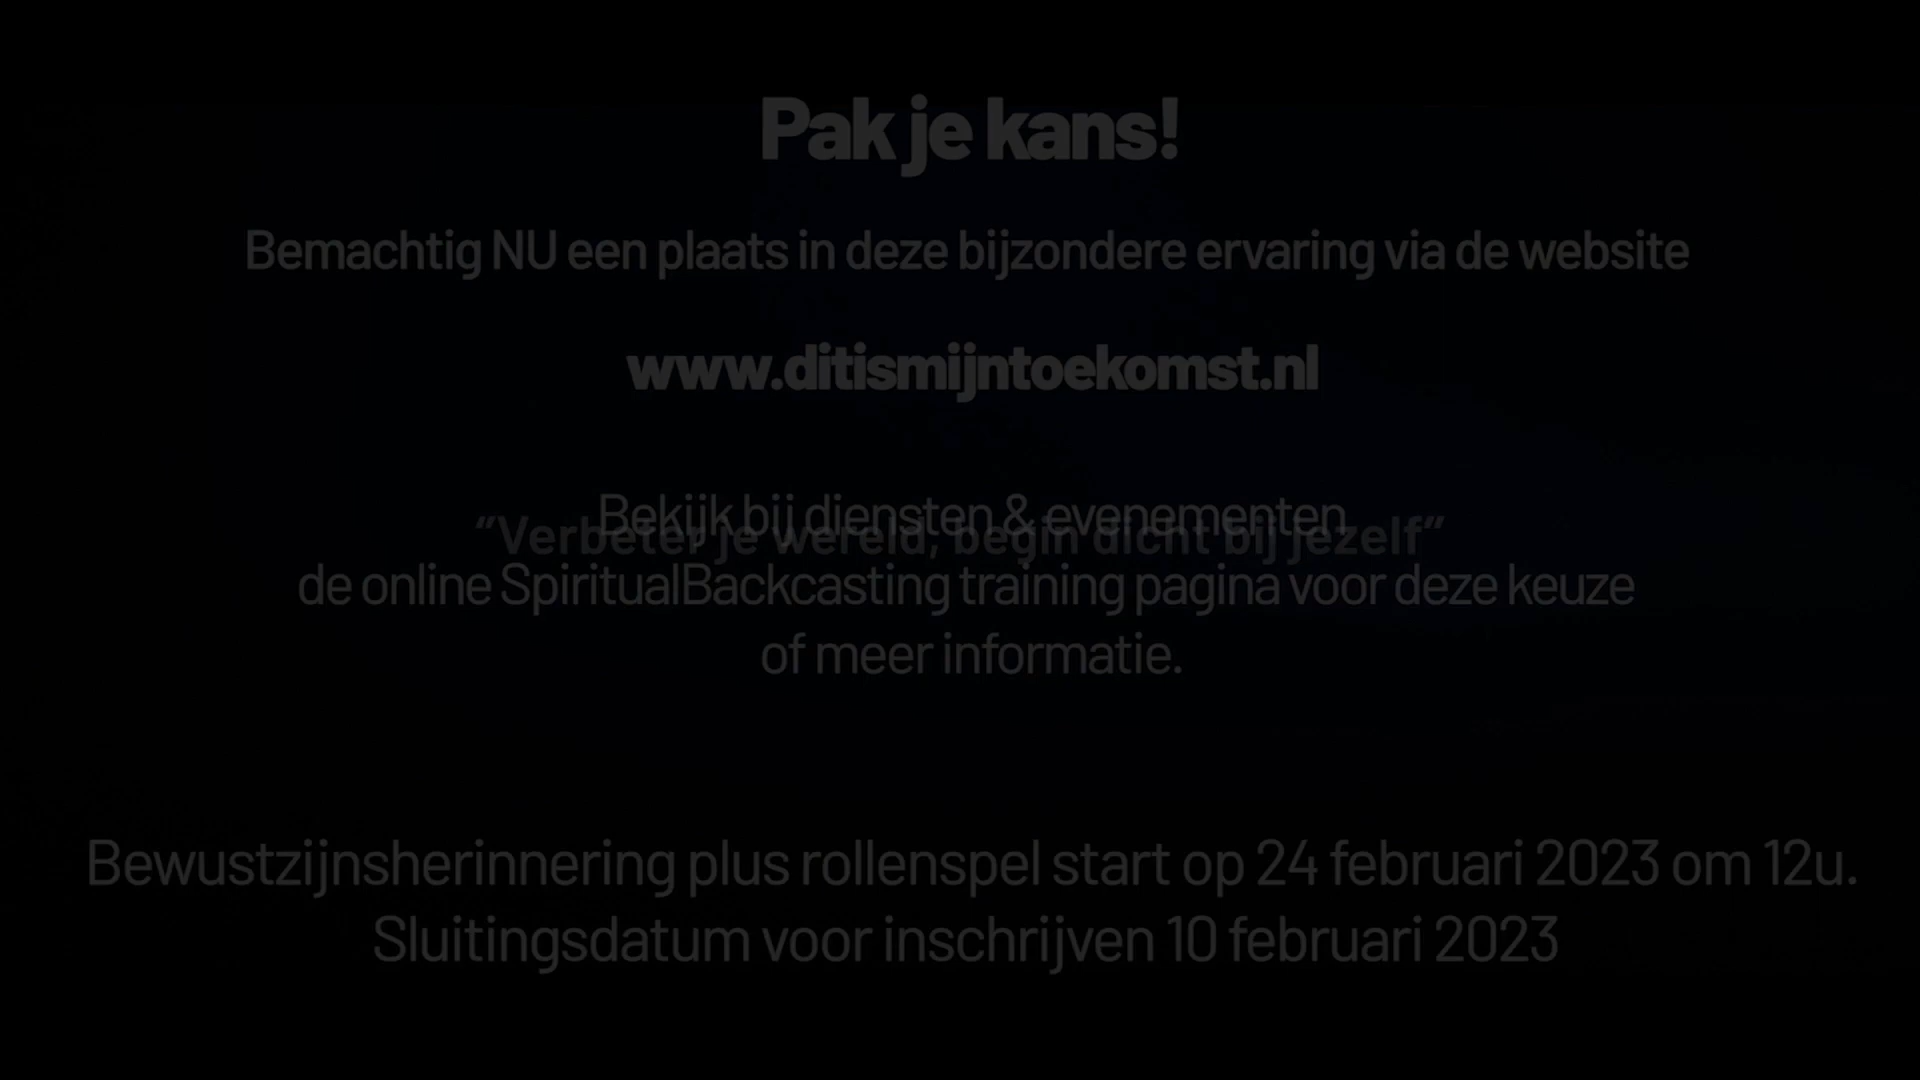 Pak je kans!
Bemachtig NU een plaats in deze bijzondere ervaring via de website
www.ditismijntoekomst.nl
Bekijk bij diensten & evenementen
“Verbeter je wereld, begin dicht bij jezelf”
de online SpiritualBackcasting training pagina voor deze keuze
of meer informatie.
Bewustzijnsherinnering plus rollenspel start op 24 februari 2023 om 12u.
Sluitingsdatum voor inschrijven 10 februari 2023